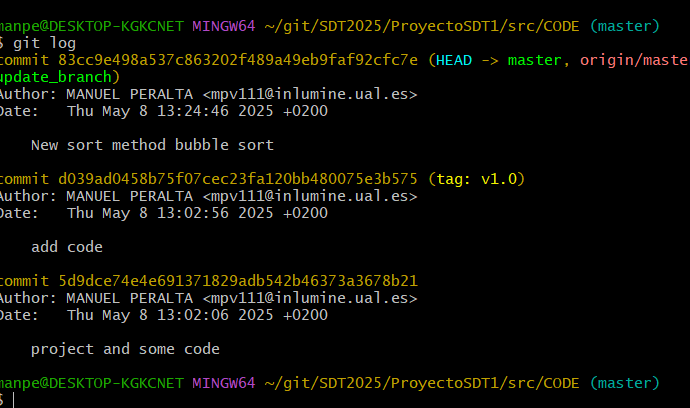 manpe@DESKTOP-KGKCNET MINGW64 ~/git/SDT2025/ProyectoSDT1/src/CODE (master)
$ git log
commit 83cc9e498a537c863202f489a49eb9faf92cfc7e (HEAD -> master, origin/maste
update_branch)
Author: MANUEL PERALTA <mpv111@inlumine.ual.es>
Date:   Thu May 8 13:24:46 2025 +0200
New sort method bubble sort
commit d039ad0458b75f07cec23fa120bb480075e3b575 (tag: v1.0)
Author: MANUEL PERALTA <mpv111@inlumine.ual.es>
Date:   Thu May 8 13:02:56 2025 +0200
add code
commit 5d9dce74e4e691371829adb542b46373a3678b21
Author: MANUEL PERALTA <mpv111@inlumine.ual.es>
Date:   Thu May 8 13:02:06 2025 +0200
project and some code
manpe@DESKTOP-KGKCNET MINGW64 ~/git/SDT2025/ProyectoSDT1/src/CODE (master)
$